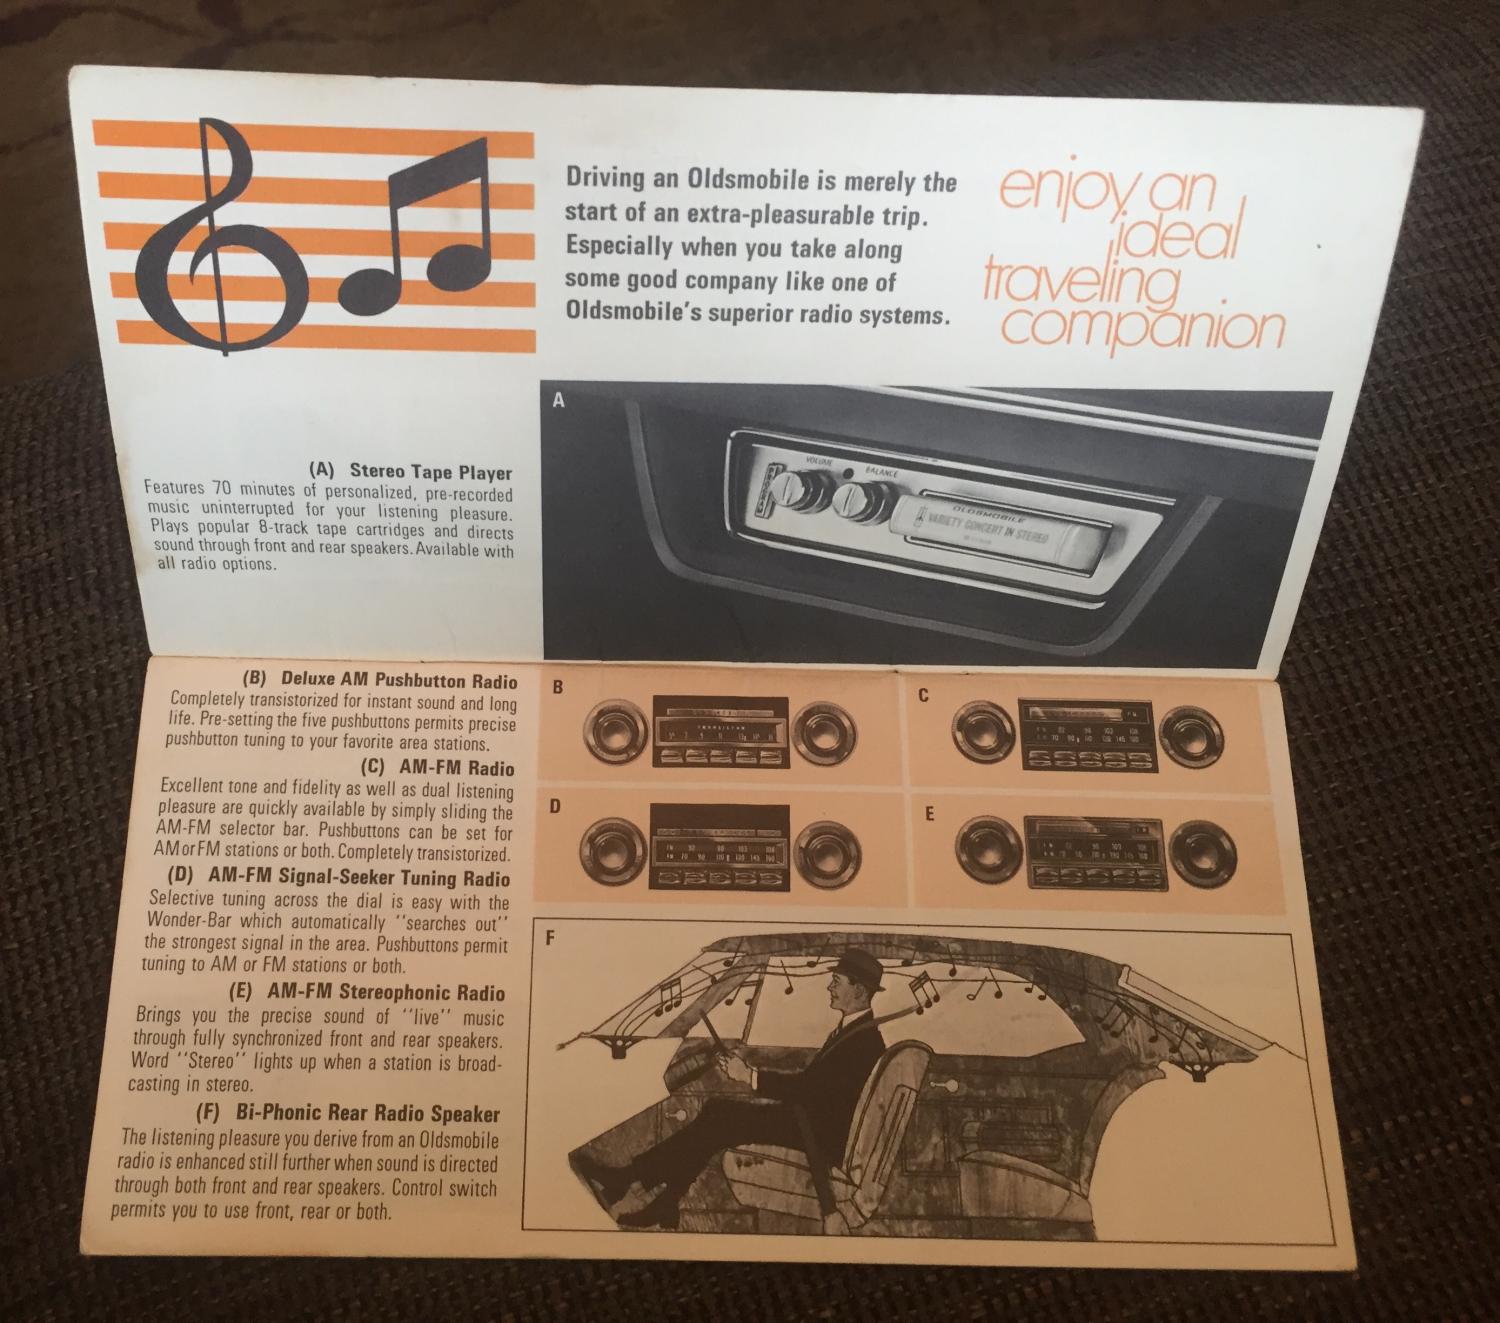 Driving an Oldsmobile is merely the
start of an extra-pleasurable trip.
Especially when you take along
some good company like one of
Oldsmobile's superior radio systems.
enjoy an
ideal
traveling
companion
(A) Stereo Tape Player
Features 70 minutes of personalized, pre-recorded
music uninterrupted for your listening pleasure.
Plays popular 8-track tape cartridges and directs
sound through front and rear speakers. Available with
all radio options.
A
VOLUME
BALANCE
OLDSMOBILE
VARIETY CONCERT IN STEREO
(B) Deluxe AM Pushbutton Radio
Completely transistorized for instant sound and long
life. Pre-setting the five pushbuttons permits precise
pushbutton tuning to your favorite area stations.
(C) AM-FM Radio
Excellent tone and fidelity as well as dual listening
pleasure are quickly available by simply sliding the
AM-FM selector bar. Pushbuttons can be set for
AM or FM stations or both. Completely transistorized.
(D) AM-FM Signal-Seeker Tuning Radio
Selective tuning across the dial is easy with the
Wonder-Bar which automatically "searches out"
the strongest signal in the area. Pushbuttons permit
tuning to AM or FM stations or both.
(E) AM-FM Stereophonic Radio
Brings you the precise sound of "live" music
through fully synchronized front and rear speakers.
Word "Stereo" lights up when a station is broad-
casting in stereo.
(F) Bi-Phonic Rear Radio Speaker
The listening pleasure you derive from an Oldsmobile
radio is enhanced still further when sound is directed
through both front and rear speakers. Control switch
permits you to use front, rear or both.
B
C
D
E
F